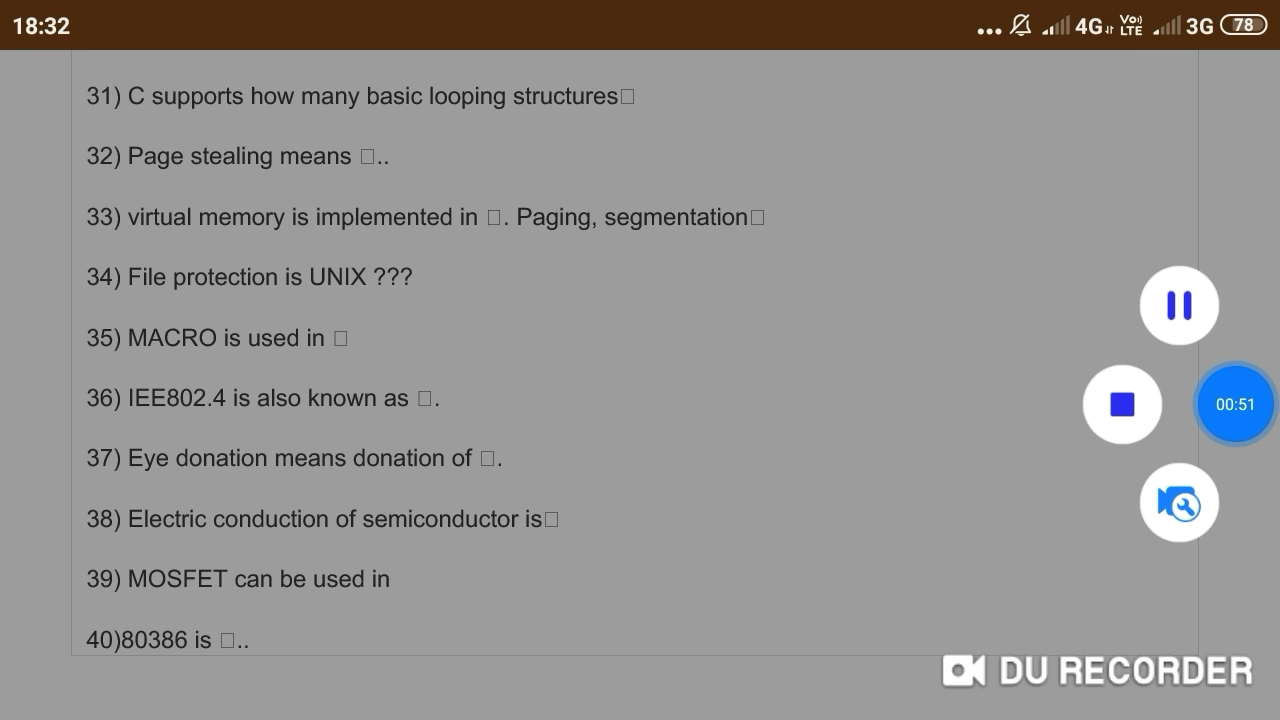 18:32
... 4G Vo) LTE 3G 78
31) C supports how many basic looping structures□
32) Page stealing means □..
33) virtual memory is implemented in □. Paging, segmentation□
34) File protection is UNIX ???
35) MACRO is used in □
36) IEE802.4 is also known as □.
37) Eye donation means donation of □.
38) Electric conduction of semiconductor is□
39) MOSFET can be used in
40)80386 is □..
00:51
DU RECORDER